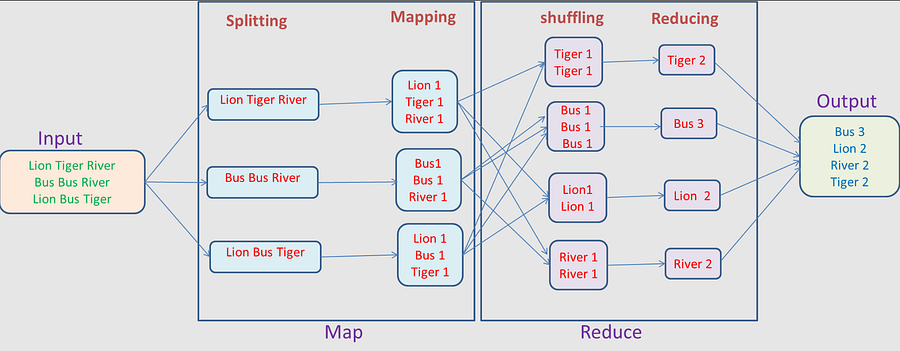 Splitting
Mapping
shuffling
Reducing
Input
Lion Tiger River
Bus Bus River
Lion Bus Tiger
Lion Tiger River
Bus Bus River
Lion Bus Tiger
Lion 1
Tiger 1
River 1
Bus1
Bus 1
River 1
Lion 1
Bus 1
Tiger 1
Tiger 1
Tiger 1
Bus 1
Bus 1
Bus 1
Lion1
Lion 1
River 1
River 1
Tiger 2
Bus 3
Lion 2
River 2
Output
Bus 3
Lion 2
River 2
Tiger 2
Map
Reduce